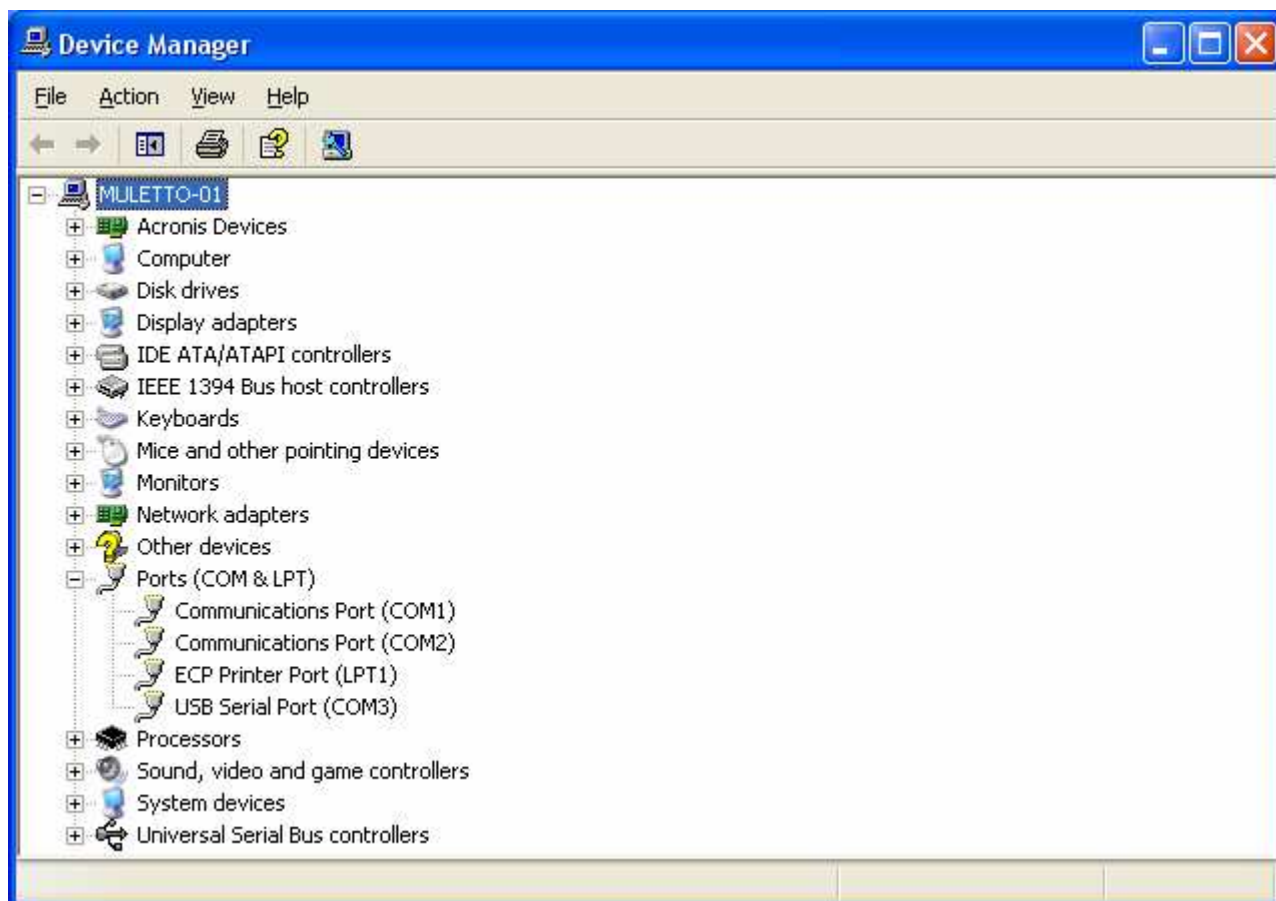 Device Manager
File Action View Help
MULETTO-01
Acronis Devices
Computer
Disk drives
Display adapters
IDE ATA/ATAPI controllers
IEEE 1394 Bus host controllers
Keyboards
Mice and other pointing devices
Monitors
Network adapters
Other devices
Ports (COM & LPT)
Communications Port (COM1)
Communications Port (COM2)
ECP Printer Port (LPT1)
USB Serial Port (COM3)
Processors
Sound, video and game controllers
System devices
Universal Serial Bus controllers